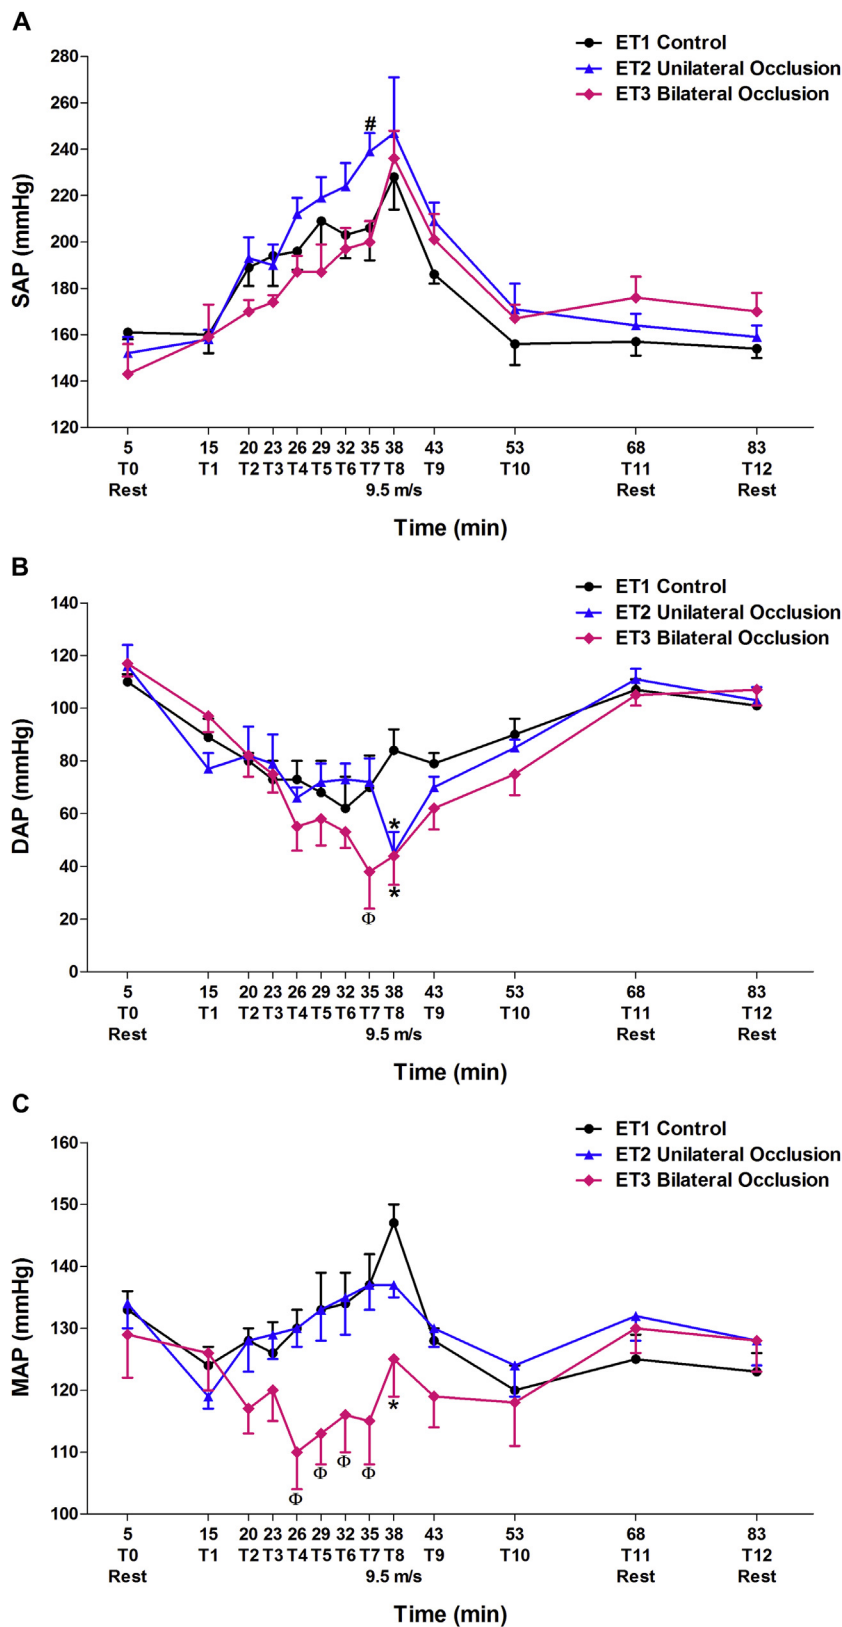 A
ET1 Control
ET2 Unilateral Occlusion
ET3 Bilateral Occlusion
280
260
240
220
200
180
160
140
120
SAP (mmHg)
#
5 15 20 23 26 29 32 35 38 43 53 68 83
T0 T1 T2 T3 T4 T5 T6 T7 T8 T9 T10 T11 T12
Rest 9.5 m/s Rest Rest
Time (min)
B
ET1 Control
ET2 Unilateral Occlusion
ET3 Bilateral Occlusion
140
120
100
80
60
40
20
0
DAP (mmHg)
*
*
Φ
5 15 20 23 26 29 32 35 38 43 53 68 83
T0 T1 T2 T3 T4 T5 T6 T7 T8 T9 T10 T11 T12
Rest 9.5 m/s Rest Rest
Time (min)
C
ET1 Control
ET2 Unilateral Occlusion
ET3 Bilateral Occlusion
160
150
140
130
120
110
100
MAP (mmHg)
*
Φ Φ Φ Φ
5 15 20 23 26 29 32 35 38 43 53 68 83
T0 T1 T2 T3 T4 T5 T6 T7 T8 T9 T10 T11 T12
Rest 9.5 m/s Rest Rest
Time (min)